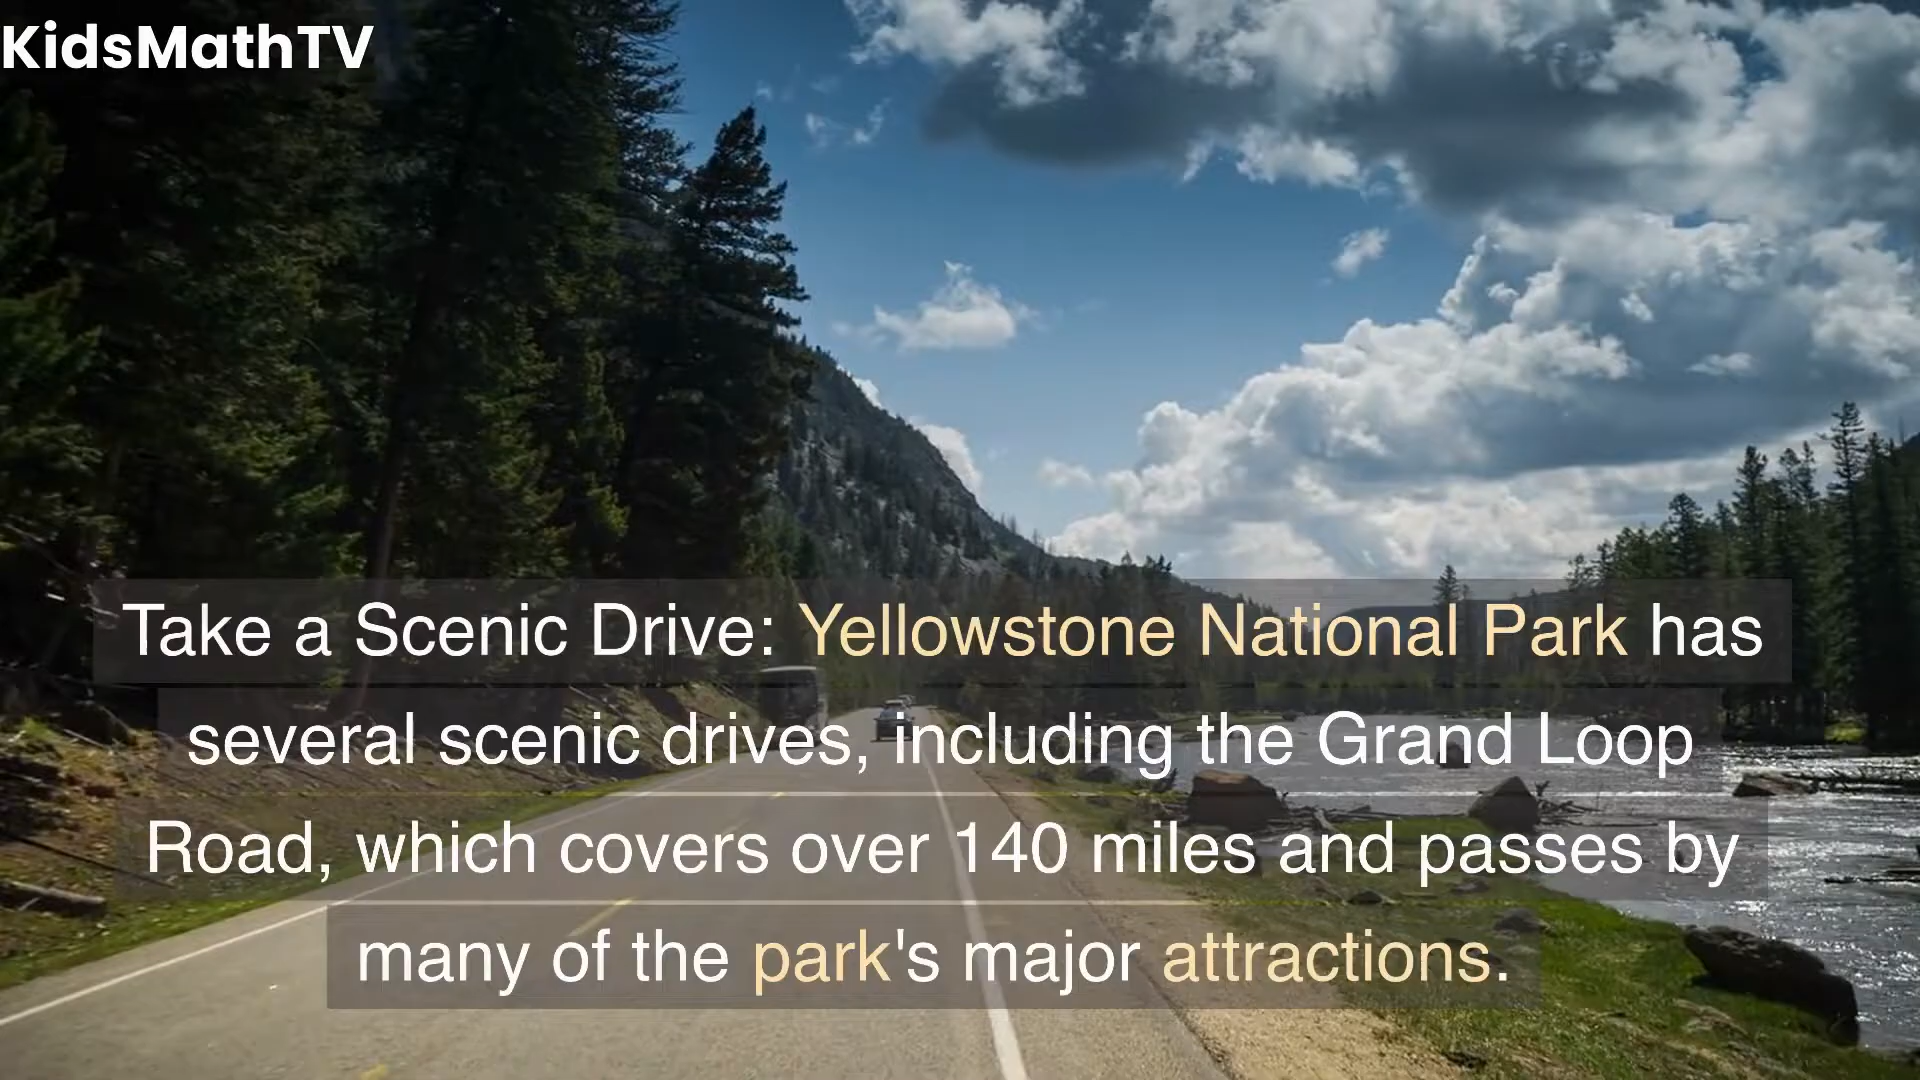 KidsMathTV
Take a Scenic Drive: Yellowstone National Park has
several scenic drives, including the Grand Loop
Road, which covers over 140 miles and passes by
many of the park's major attractions.